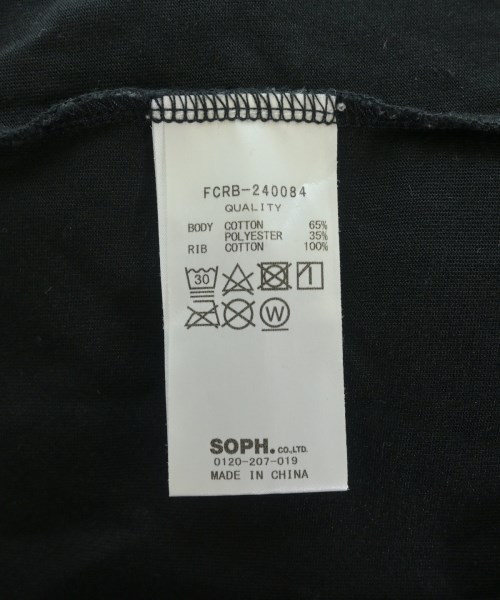 FCRB-240084
QUALITY
BODY COTTON 65%
POLYESTER 35%
RIB COTTON 100%
30
W
SOPH.CO.,LTD.
0120-207-019
MADE IN CHINA